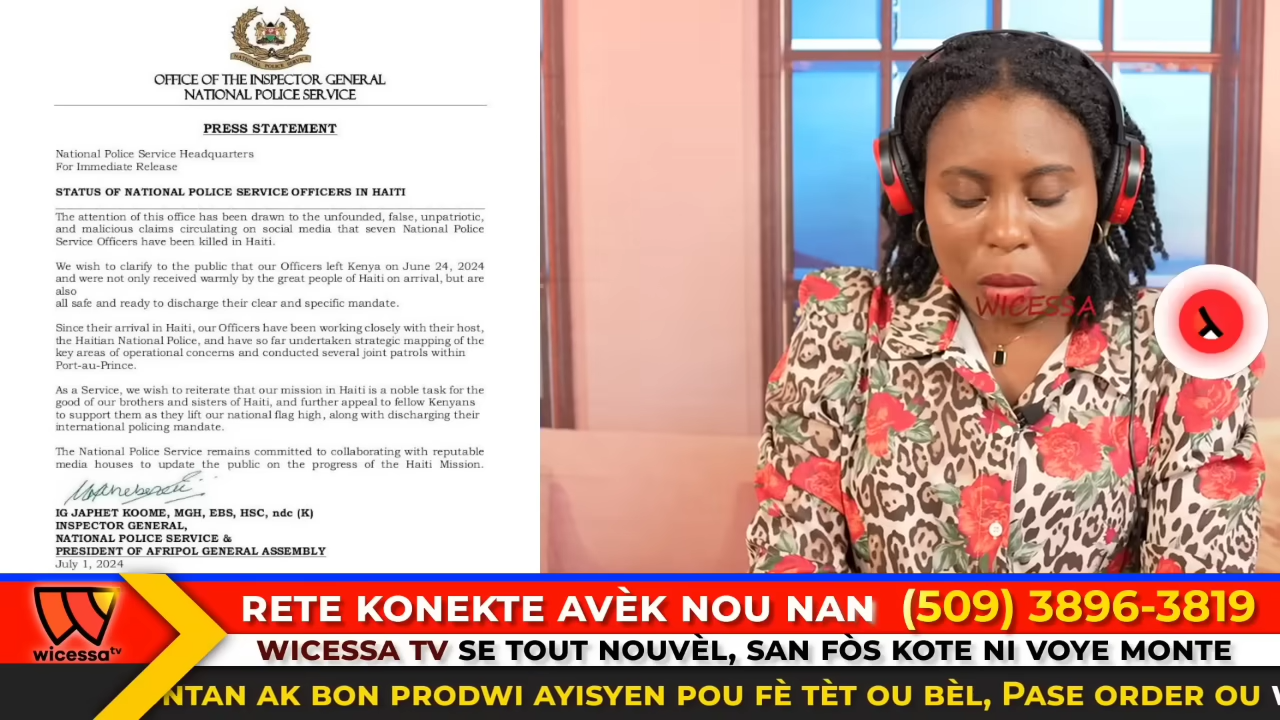 NATIONAL POLICE SERVICE
OFFICE OF THE INSPECTOR GENERAL
NATIONAL POLICE SERVICE
PRESS STATEMENT
National Police Service Headquarters
For Immediate Release
STATUS OF NATIONAL POLICE SERVICE OFFICERS IN HAITI
The attention of this office has been drawn to the unfounded, false, unpatriotic,
and malicious claims circulating on social media that seven National Police
Service Officers have been killed in Haiti.
We wish to clarify to the public that our Officers left Kenya on June 24, 2024
and were not only received warmly by the great people of Haiti on arrival, but are
also
all safe and ready to discharge their clear and specific mandate.
Since their arrival in Haiti, our Officers have been working closely with their host,
the Haitian National Police, and have so far undertaken strategic mapping of the
key areas of operational concerns and conducted several joint patrols within
Port-au-Prince.
As a Service, we wish to reiterate that our mission in Haiti is a noble task for the
good of our brothers and sisters of Haiti, and further appeal to fellow Kenyans
to support them as they lift our national flag high, along with discharging their
international policing mandate.
The National Police Service remains committed to collaborating with reputable
media houses to update the public on the progress of the Haiti Mission.
IG JAPHET KOOME, MGH, EBS, HSC, ndc (K)
INSPECTOR GENERAL,
NATIONAL POLICE SERVICE &
PRESIDENT OF AFRIPOL GENERAL ASSEMBLY
July 1, 2024
WICESSA
wicessa tv
RETE KONEKTE AVÈK NOU NAN (509) 3896-3819
WICESSA TV SE TOUT NOUVÈL, SAN FÒS KOTE NI VOYE MONTE
NTAN AK BON PRODWI AYISYEN POU FÈ TÈT OU BÈL, PASE ORDER OU